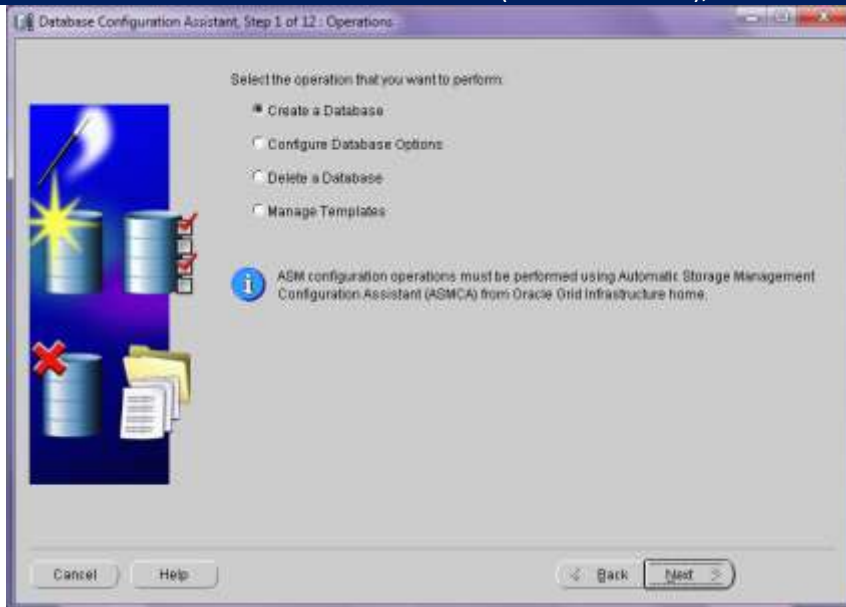 Database Configuration Assistant, Step 1 of 12 : Operations
Select the operation that you want to perform:
Create a Database
Configure Database Options
Delete a Database
Manage Templates
ASM configuration operations must be performed using Automatic Storage Management
Configuration Assistant (ASMCA) from Oracle Grid Infrastructure home.
Cancel
Help
Back
Next